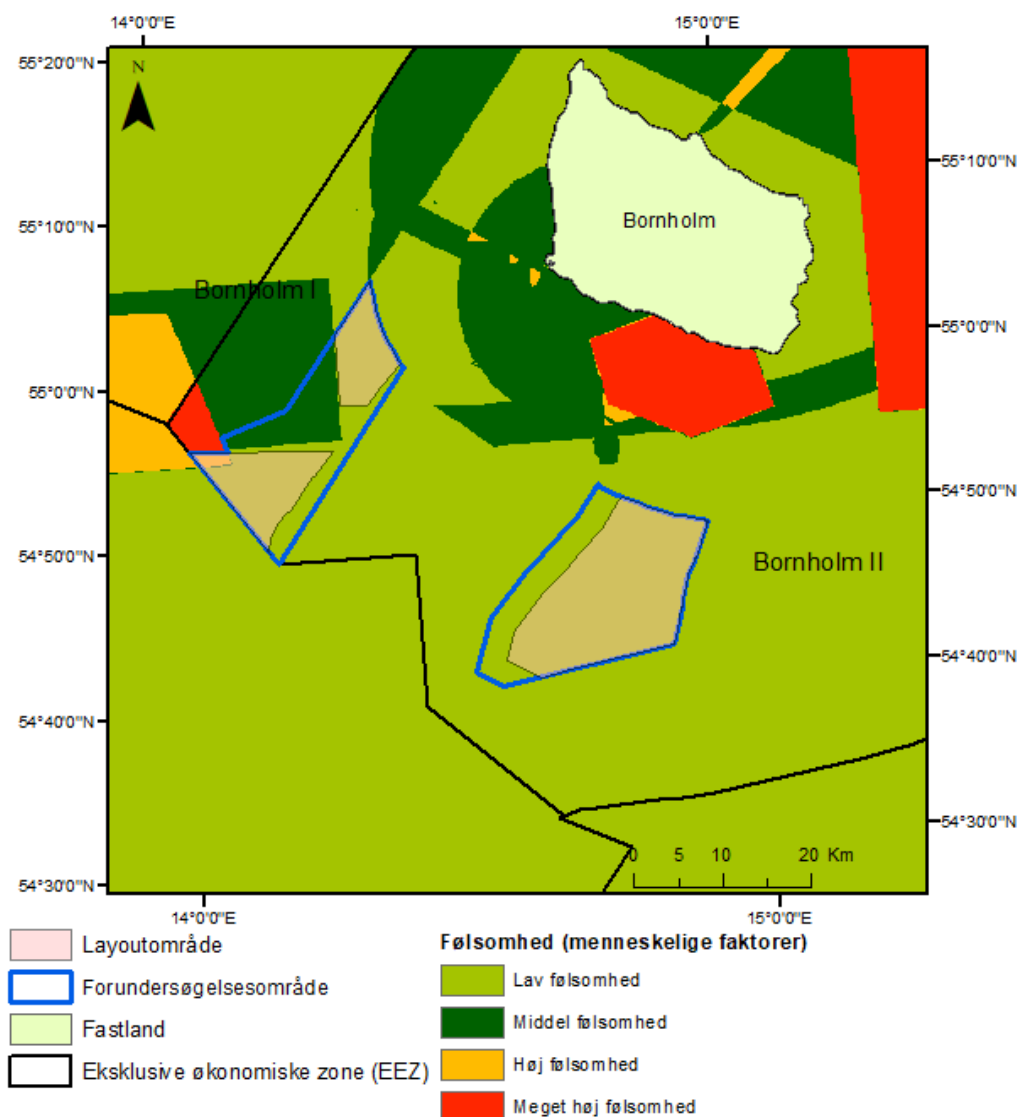 14°0'0"E 15°0'0"E
55°20'0"N
N
Bornholm
55°10'0"N
55°10'0"N
Bornholm I
55°0'0"N
55°0'0"N
54°50'0"N
54°50'0"N
Bornholm II
54°40'0"N
54°40'0"N
54°30'0"N
0 5 10 20 Km
54°30'0"N
14°0'0"E 15°0'0"E
Layoutområde
Forundersøgelsesområde
Fastland
Eksklusive økonomiske zone (EEZ)
Følsomhed (menneskelige faktorer)
Lav følsomhed
Middel følsomhed
Høj følsomhed
Meget høj følsomhed